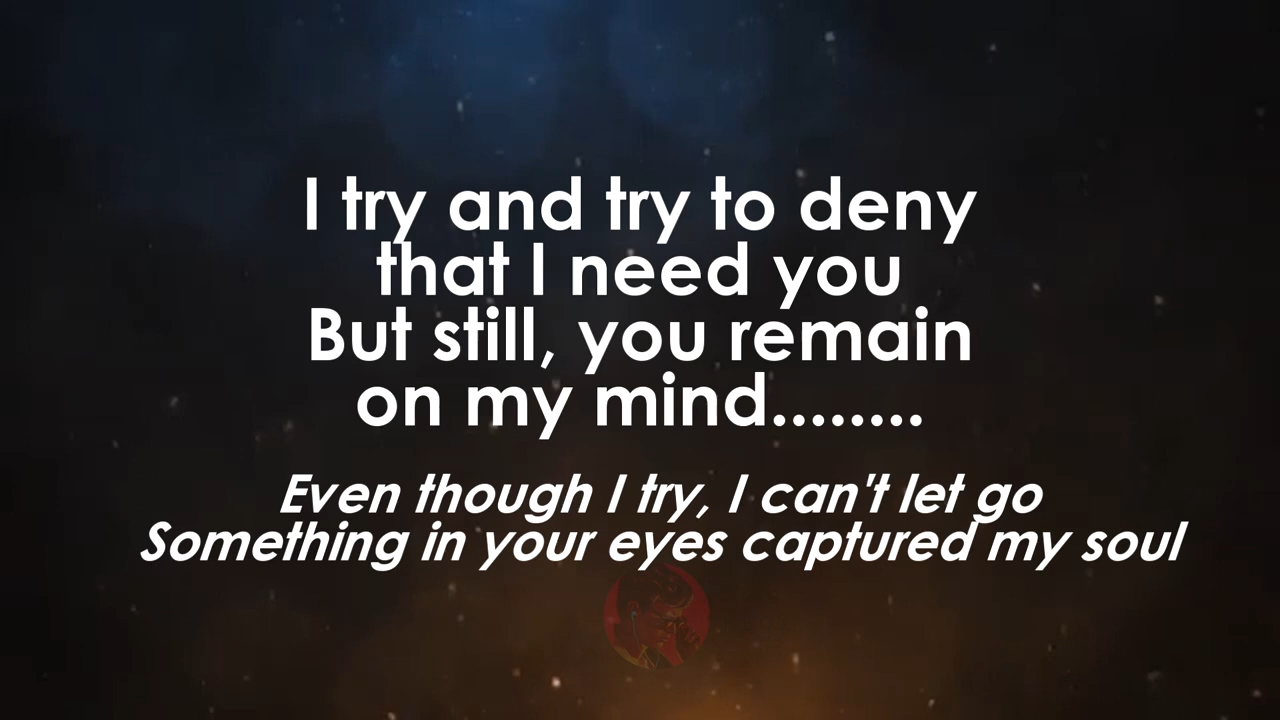 I try and try to deny
that I need you
But still, you remain
on my mind........
Even though I try, I can't let go
Something in your eyes captured my soul